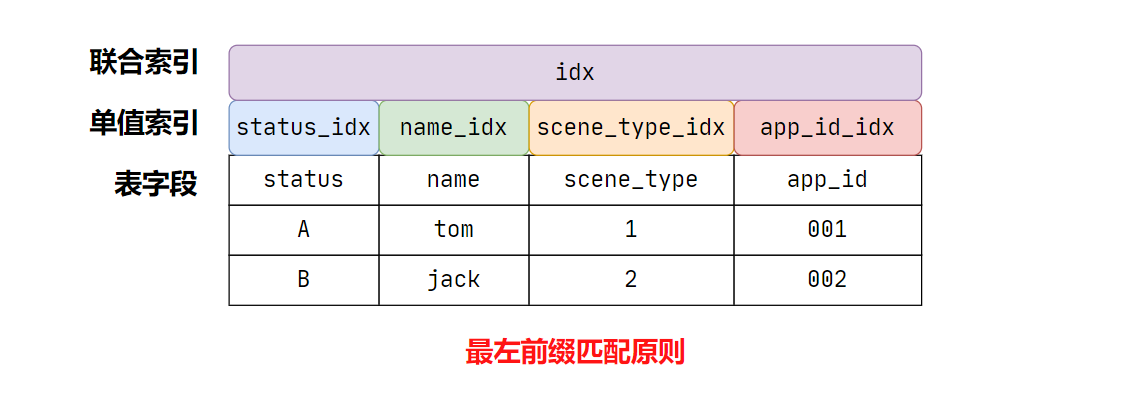 联合索引 idx
单值索引 status_idx name_idx scene_type_idx app_id_idx
表字段 status name scene_type app_id
A tom 1 001
B jack 2 002
最左前缀匹配原则